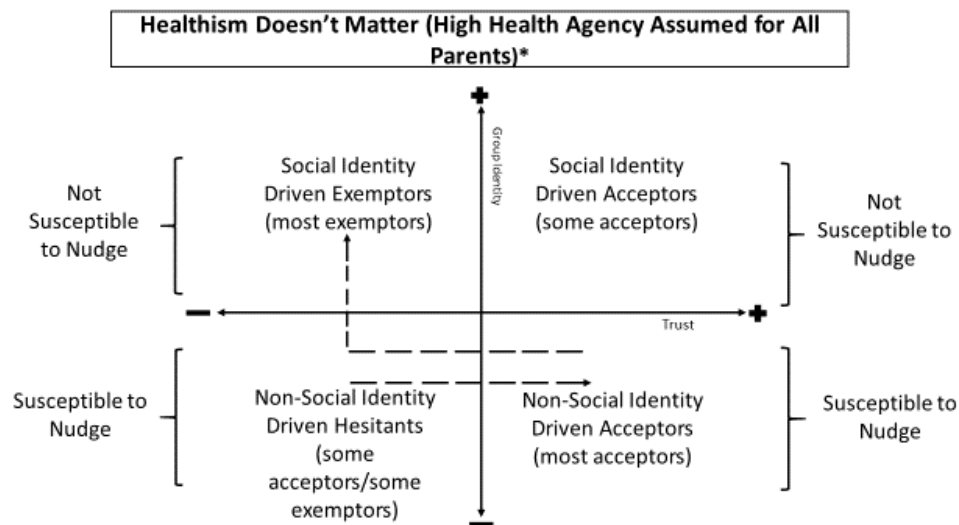 Healthism Doesn't Matter (High Health Agency Assumed for All
Parents)*
Group Identity
Social Identity
Driven Exemptors
(most exemptors)
Social Identity
Driven Acceptors
(some acceptors)
Not
Susceptible
to Nudge
Not
Susceptible to
Nudge
Trust
Susceptible to
Nudge
Non-Social Identity
Driven Hesitants
(some
acceptors/some
exemptors)
Non-Social Identity
Driven Acceptors
(most acceptors)
Susceptible to
Nudge